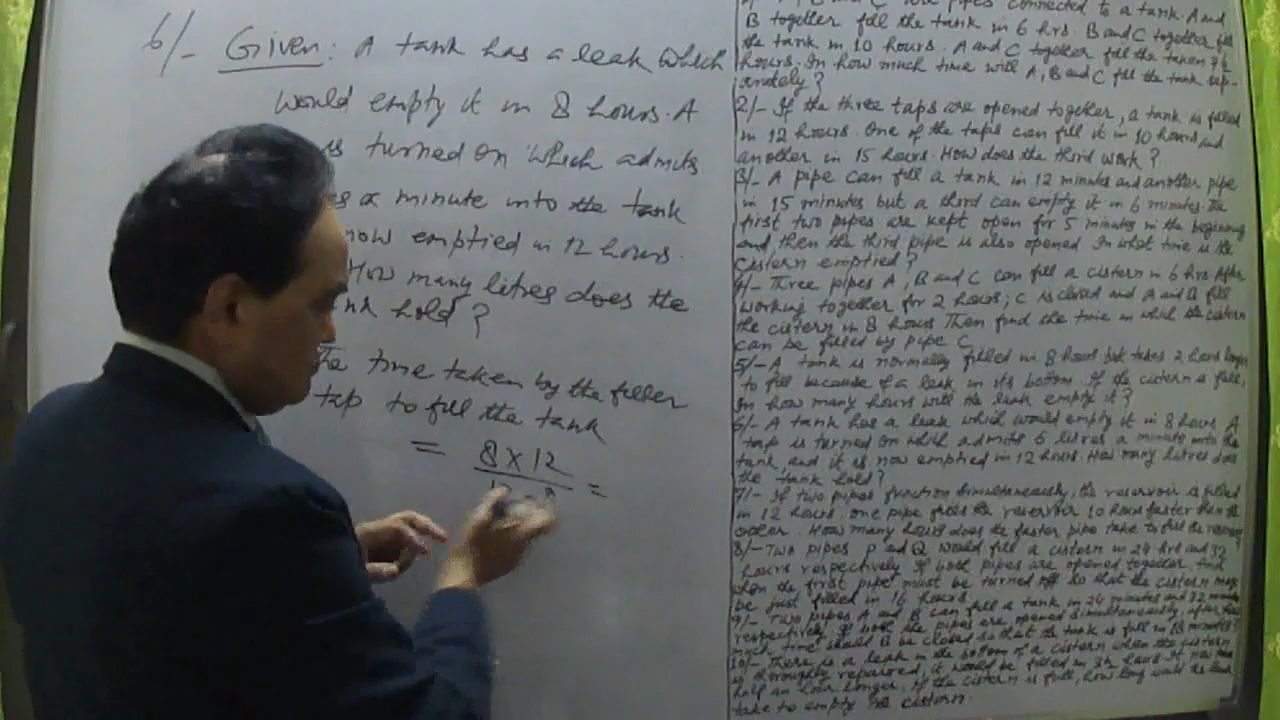 6/- Given: A tank has a leak which
would empty it in 8 hours. A
is turned on which admits
a minute into the tank
now emptied in 12 hours.
How many litres does the
hold?
The time taken by the filler
tap to fill the tank
= 8 x 12
=
pipes connected to a tank. A and
B together fill the tank in 6 hrs. B and C together fill
the tank in 10 hours. A and C together fill the taken 7½
hours. In how much time will A, B and C fill the tank sep-
arately?
2/- If the three taps are opened together, a tank is filled
in 12 hours. One of the taps can fill it in 10 hours and
another in 15 hours. How does the third work?
3/- A pipe can fill a tank in 12 minutes and another pipe
in 15 minutes but a third can empty it in 6 minutes. The
first two pipes are kept open for 5 minutes in the beginning
and then the third pipe is also opened. In what time is the
cistern emptied?
4/- Three pipes A, B and C can fill a cistern in 6 hrs. After
working together for 2 hours; C is closed and A and B fill
the cistern in 8 hours. Then find the time in which the cistern
can be filled by pipe C
5/- A tank is normally filled in 8 hours but takes 2 hours longer
to fill because of a leak in its bottom. If the cistern is full,
In how many hours will the leak empty it?
6/- A tank has a leak which would empty it in 8 hours. A
tap is turned on which admits 6 litres a minute into the
tank, and it is now emptied in 12 hours. How many litres does
the tank hold?
7/- If two pipes function simultaneously, the reservoir is filled
in 12 hours. One pipe fills the reservoir 10 hours faster than the
other. How many hours does the faster pipe take to fill the
8/- Two pipes P and Q would fill a cistern in 24 hrs and 32
hours respectively. If both pipes are opened together, find
when the first pipe must be turned off so that the cistern may
be just filled in 16 hours.
9/- Two pipes A and B can fill a tank in 24 minutes and 32 minutes
respectively. If both the pipes are opened simultaneously, after how
much time should B be closed so that the tank is full in 18 minutes?
10/- There is a leak in the bottom of a cistern when the cistern
is thoroughly repaired, it would be filled in 3½ hours. It now
half an hour longer. If the cistern is full, how long would the leak
take to empty the cistern.